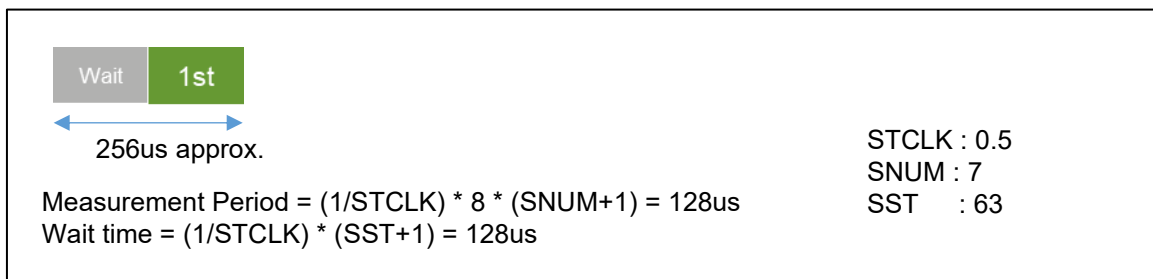 Wait 1st
256us approx.
STCLK : 0.5
SNUM : 7
SST : 63
Measurement Period = (1/STCLK) * 8 * (SNUM+1) = 128us
Wait time = (1/STCLK) * (SST+1) = 128us